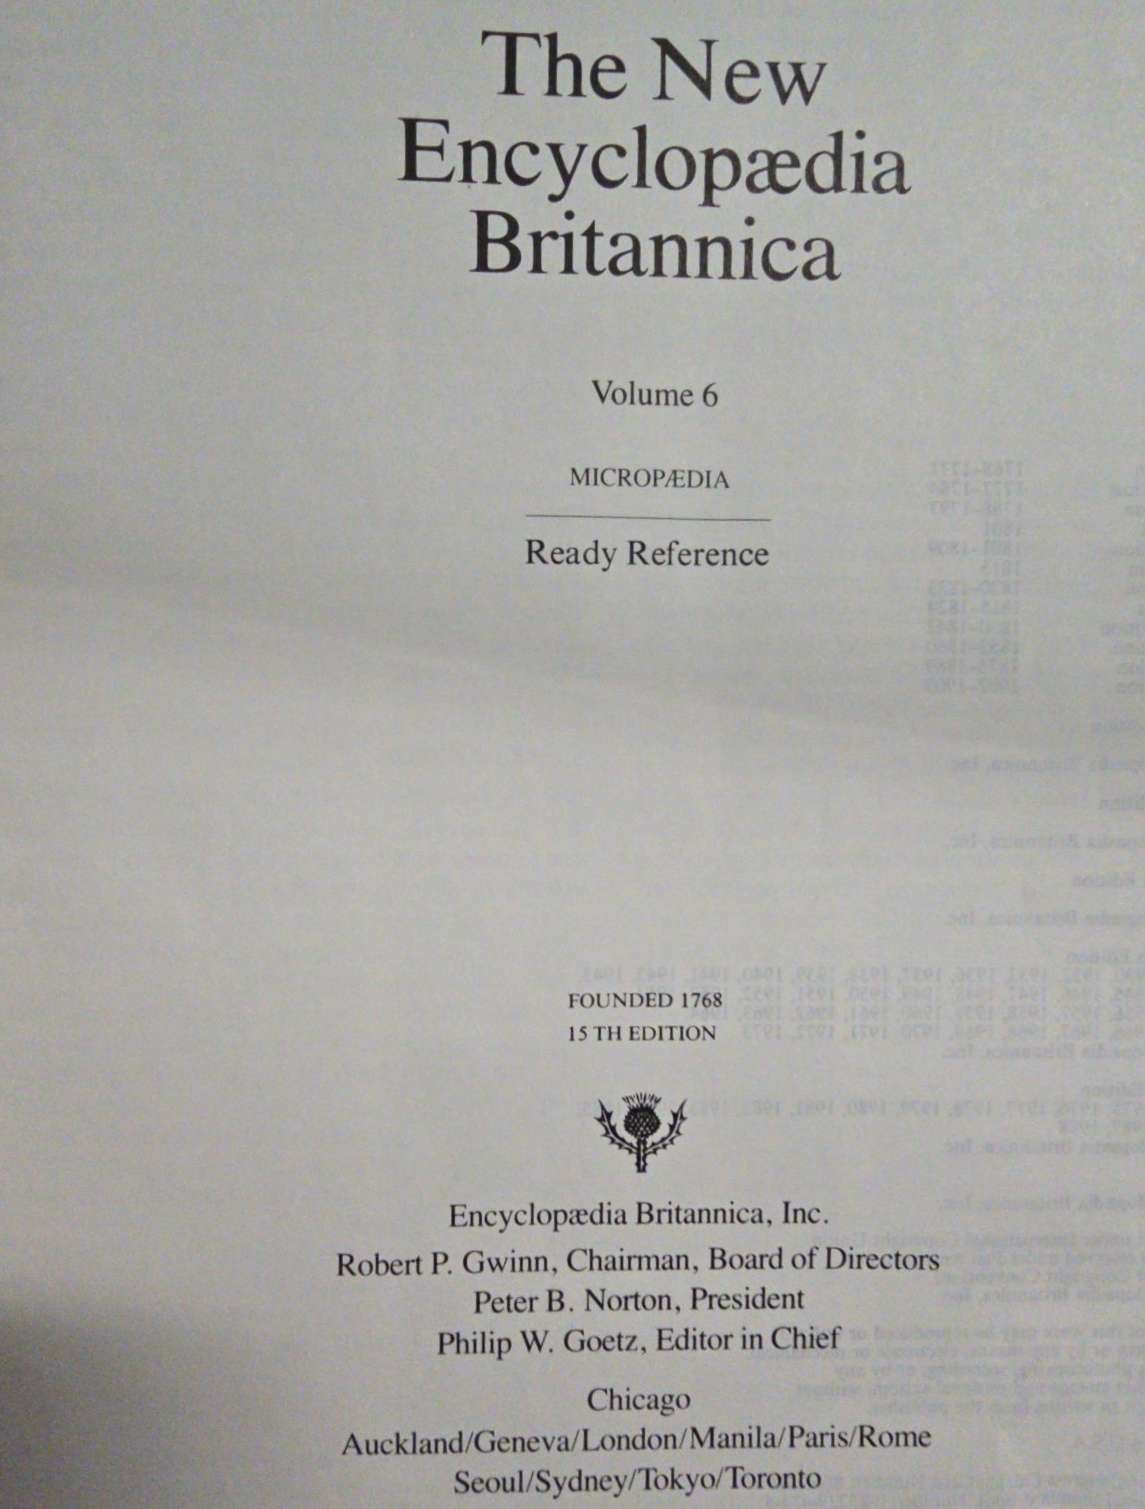 The New
Encyclopædia
Britannica
Volume 6
MICROPÆDIA
Ready Reference
FOUNDED 1768
15 TH EDITION
Encyclopædia Britannica, Inc.
Robert P. Gwinn, Chairman, Board of Directors
Peter B. Norton, President
Philip W. Goetz, Editor in Chief
Chicago
Auckland/Geneva/London/Manila/Paris/Rome
Seoul/Sydney/Tokyo/Toronto